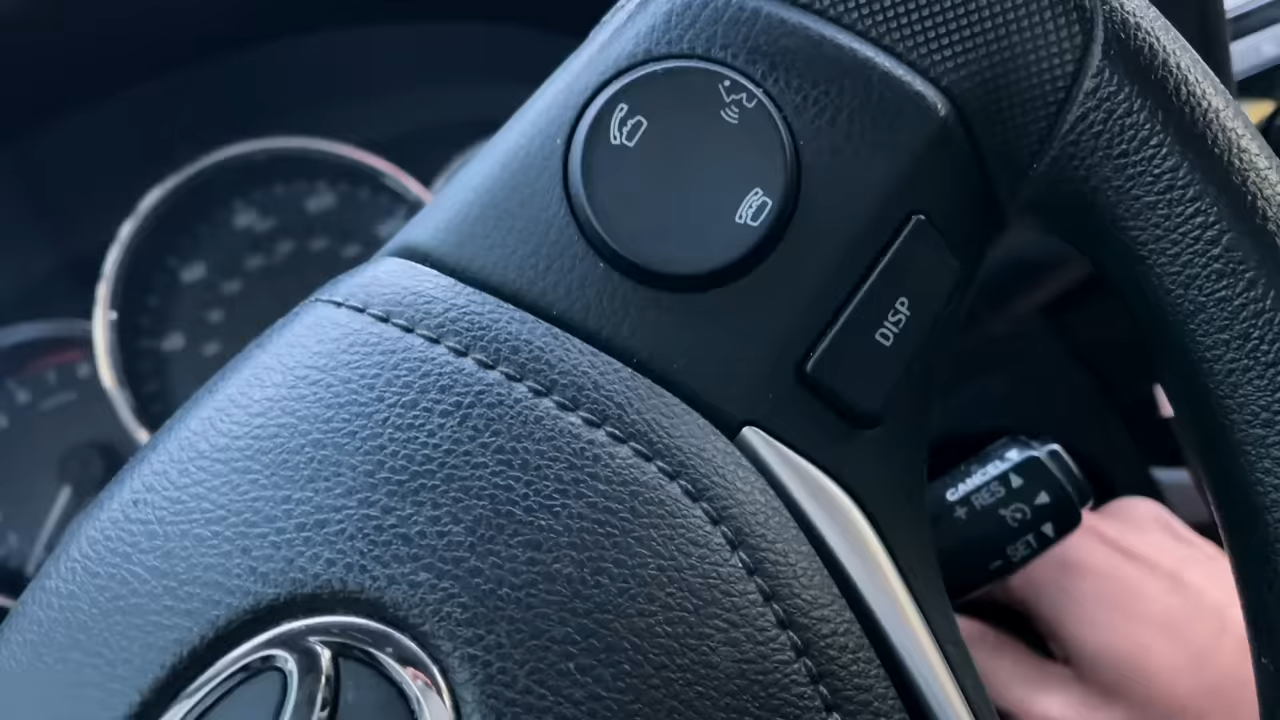 DISP
CANCEL
+ RES ▲
◀
- SET ▼